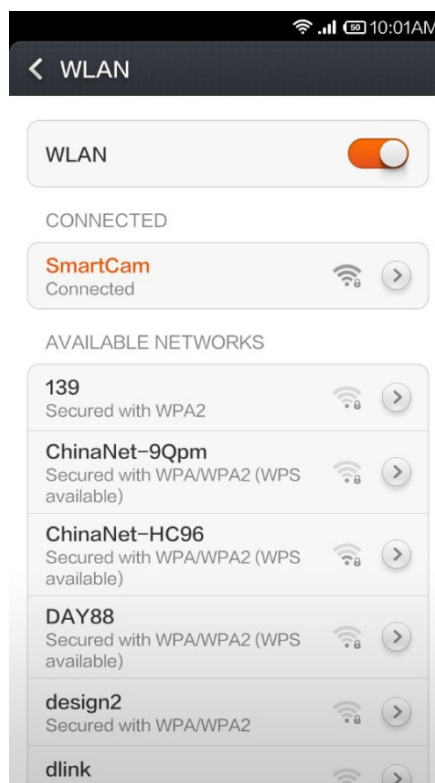 50 10:01AM
WLAN
WLAN
CONNECTED
SmartCam
Connected
AVAILABLE NETWORKS
139
Secured with WPA2
ChinaNet-9Qpm
Secured with WPA/WPA2 (WPS
available)
ChinaNet-HC96
Secured with WPA/WPA2 (WPS
available)
DAY88
Secured with WPA/WPA2 (WPS
available)
design2
Secured with WPA/WPA2
dlink